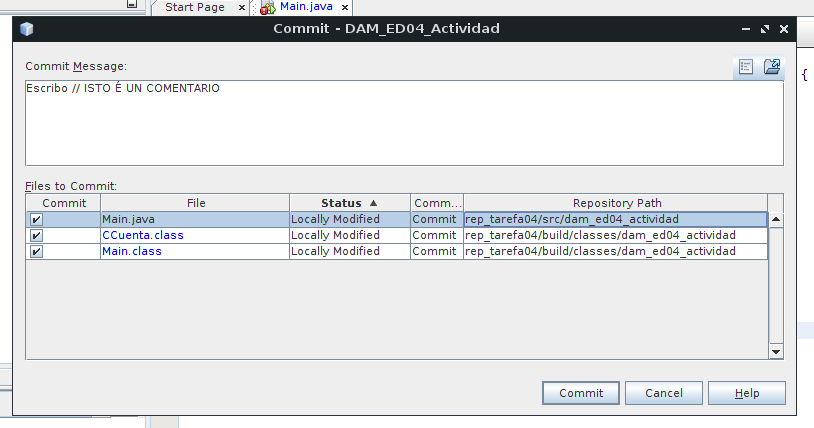 Start Page
Main.java
Commit - DAM_ED04_Actividad
Commit Message:
{
Escribo // ISTO É UN COMENTARIO
Files to Commit:
Commit File Status Comm... Repository Path
Main.java Locally Modified Commit rep_tarefa04/src/dam_ed04_actividad
CCuenta.class Locally Modified Commit rep_tarefa04/build/classes/dam_ed04_actividad
Main.class Locally Modified Commit rep_tarefa04/build/classes/dam_ed04_actividad
Commit Cancel Help